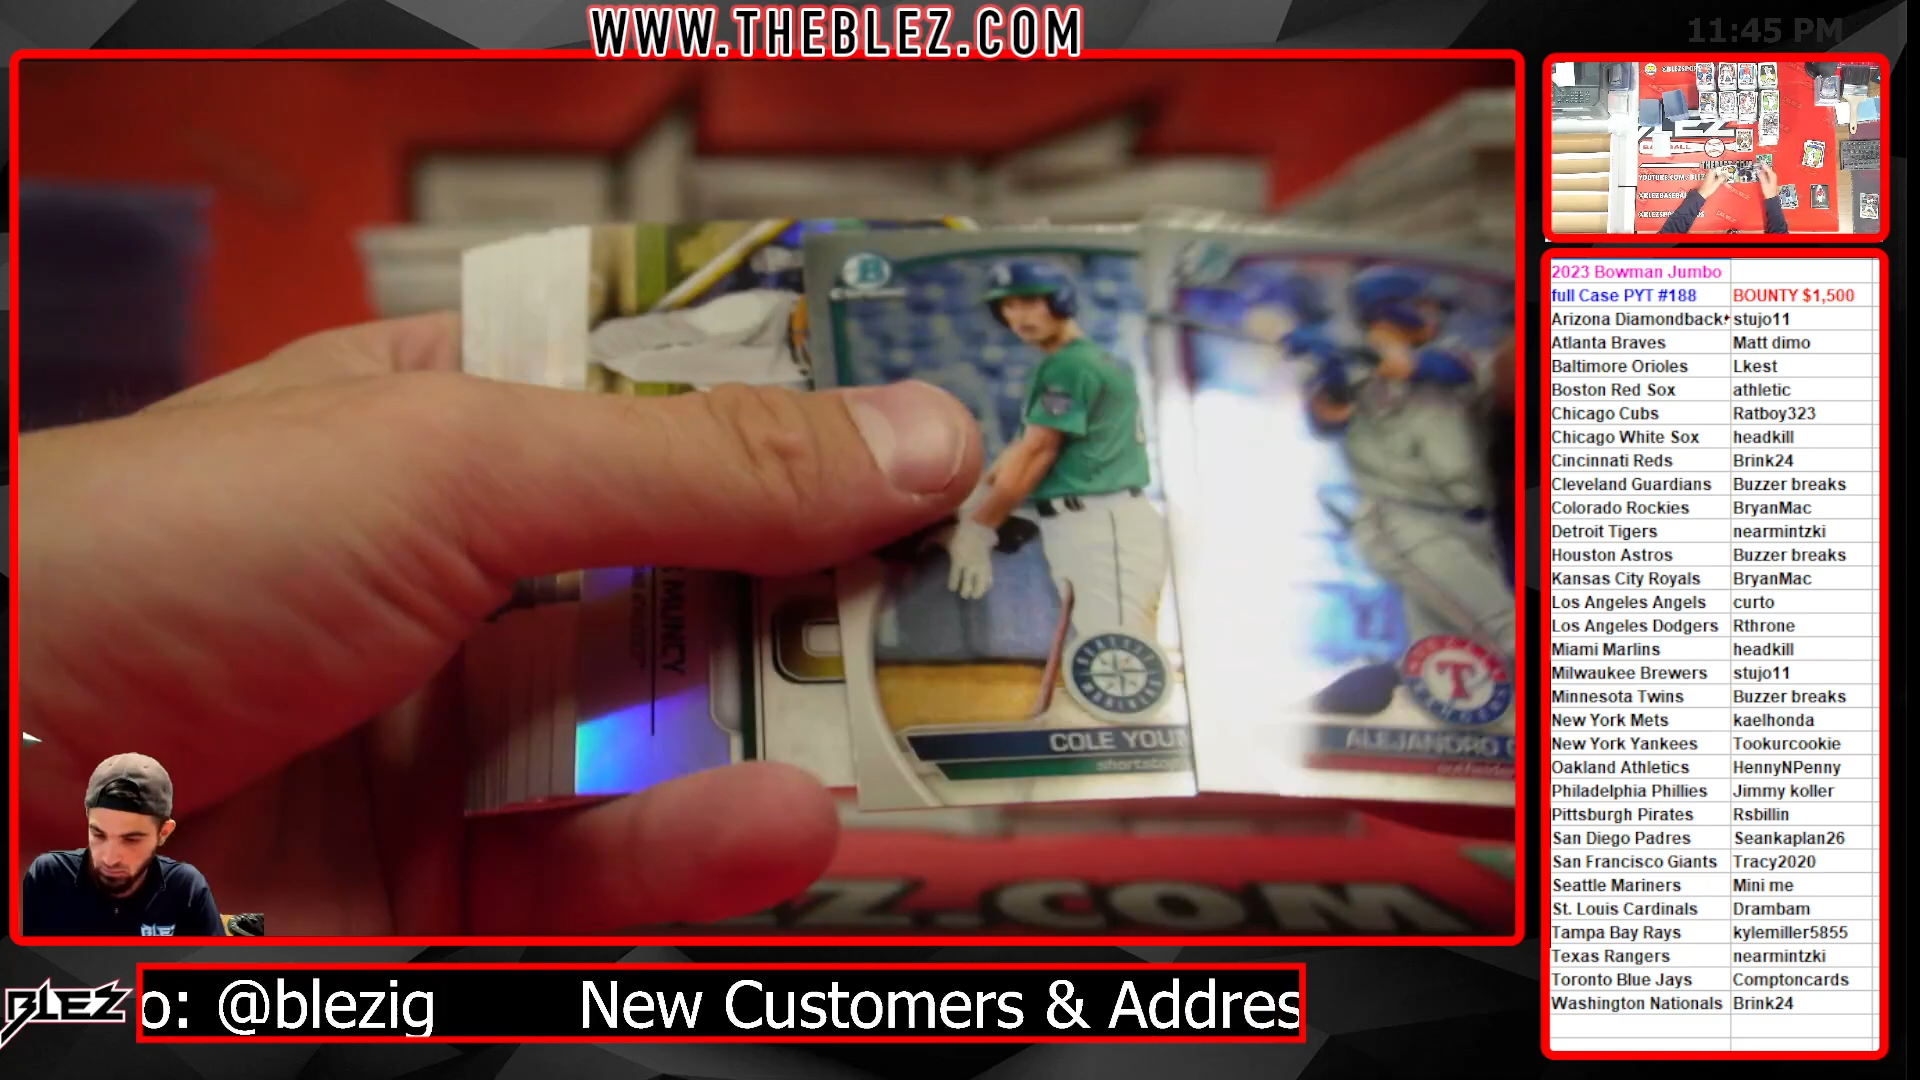 WWW.THEBLEZ.COM
11:45 PM
2023 Bowman Jumbo
full Case PYT #188 BOUNTY $1,500
Arizona Diamondback stujo11
Atlanta Braves Matt dimo
Baltimore Orioles Lkest
Boston Red Sox athletic
Chicago Cubs Ratboy323
Chicago White Sox headkill
Cincinnati Reds Brink24
Cleveland Guardians Buzzer breaks
Colorado Rockies BryanMac
Detroit Tigers nearmintzki
Houston Astros Buzzer breaks
Kansas City Royals BryanMac
Los Angeles Angels curto
Los Angeles Dodgers Rthrone
Miami Marlins headkill
Milwaukee Brewers stujo11
Minnesota Twins Buzzer breaks
New York Mets kaelhonda
New York Yankees Tookurcookie
Oakland Athletics HennyNPenny
Philadelphia Phillies Jimmy koller
Pittsburgh Pirates Rsbillin
San Diego Padres Seankaplan26
San Francisco Giants Tracy2020
Seattle Mariners Mini me
St. Louis Cardinals Drambam
Tampa Bay Rays kylemiller5855
Texas Rangers nearmintzki
Toronto Blue Jays Comptoncards
Washington Nationals Brink24
MUNCY
COLE YOUN
shortstop
ALEJANDRO
Z.COM
BLEZ
o: @blezig New Customers & Addres